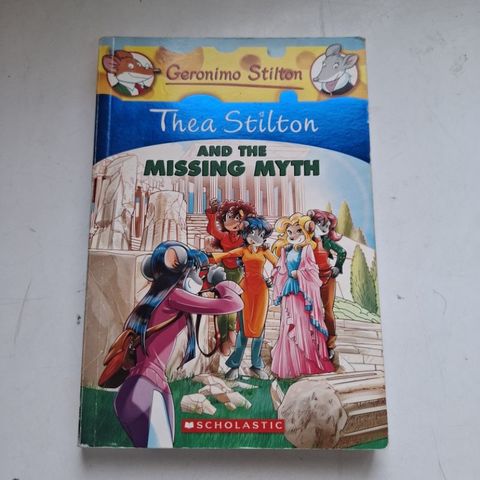 Geronimo Stilton
Thea Stilton
AND THE
MISSING MYTH
SCHOLASTIC